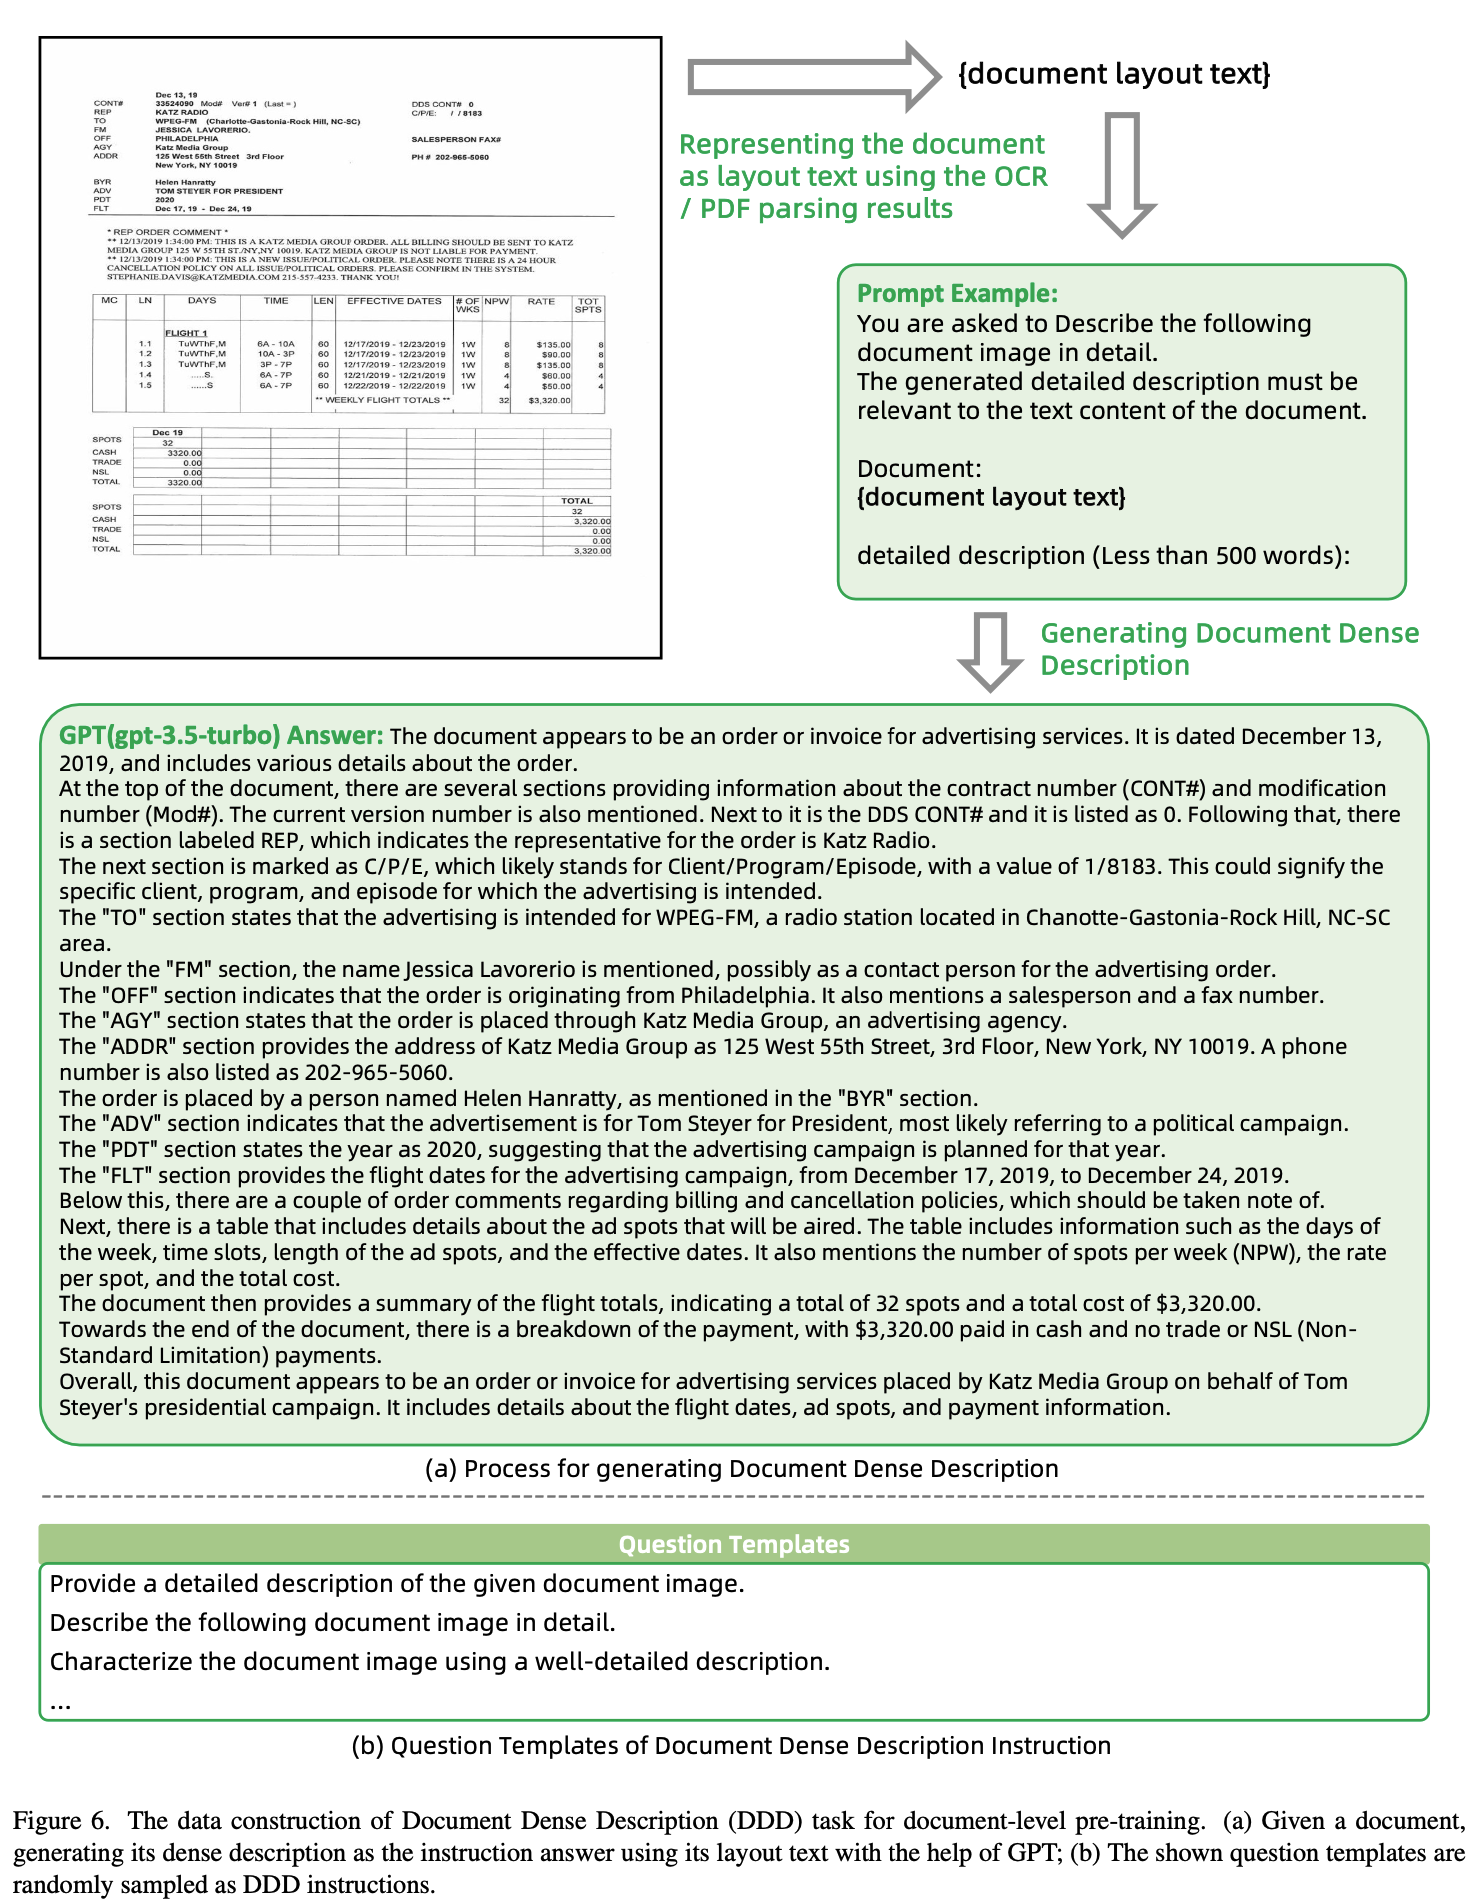 Dec 13, 19
CONT# 33524090 Mod# Ver# 1 (Last = ) DDS CONT# 0
REP KATZ RADIO C/P/E: / / 8183
TO WPEG-FM (Charlotte-Gastonia-Rock Hill, NC-SC)
FM JESSICA LAVORERIO.
OFF PHILADELPHIA SALESPERSON FAX#
AGY Katz Media Group
ADDR 125 West 55th Street 3rd Floor PH # 202-965-5060
New York, NY 10019
BYR Helen Hanratty
ADV TOM STEYER FOR PRESIDENT
PDT 2020
FLT Dec 17, 19 - Dec 24, 19
* REP ORDER COMMENT *
** 12/13/2019 1:34:00 PM: THIS IS A KATZ MEDIA GROUP ORDER. ALL BILLING SHOULD BE SENT TO KATZ
MEDIA GROUP 125 W 55TH ST./NY,NY 10019. KATZ MEDIA GROUP IS NOT LIABLE FOR PAYMENT.
** 12/13/2019 1:34:00 PM: THIS IS A NEW ISSUE/POLITICAL ORDER. PLEASE NOTE THERE IS A 24 HOUR
CANCELLATION POLICY ON ALL ISSUE/POLITICAL ORDERS. PLEASE CONFIRM IN THE SYSTEM.
STEPHANIE.DAVIS@KATZMEDIA.COM 215-557-4233. THANK YOU!
MC LN DAYS TIME LEN EFFECTIVE DATES # OF WKS NPW RATE TOT SPTS
FLIGHT 1
1.1 TuWThF,M 6A - 10A 60 12/17/2019 - 12/23/2019 1W 8 $135.00 8
1.2 TuWThF,M 10A - 3P 60 12/17/2019 - 12/23/2019 1W 8 $90.00 8
1.3 TuWThF,M 3P - 7P 60 12/17/2019 - 12/23/2019 1W 8 $135.00 8
1.4 .....S. 6A - 7P 60 12/21/2019 - 12/21/2019 1W 4 $60.00 4
1.5 ......S 6A - 7P 60 12/22/2019 - 12/22/2019 1W 4 $50.00 4
** WEEKLY FLIGHT TOTALS ** 32 $3,320.00
Dec 19
SPOTS 32
CASH 3320.00
TRADE 0.00
NSL 0.00
TOTAL 3320.00
TOTAL
SPOTS 32
CASH 3,320.00
TRADE 0.00
NSL 0.00
TOTAL 3,320.00
{document layout text}
Representing the document
as layout text using the OCR
/ PDF parsing results
Prompt Example:
You are asked to Describe the following
document image in detail.
The generated detailed description must be
relevant to the text content of the document.
Document:
{document layout text}
detailed description (Less than 500 words):
Generating Document Dense
Description
GPT(gpt-3.5-turbo) Answer: The document appears to be an order or invoice for advertising services. It is dated December 13,
2019, and includes various details about the order.
At the top of the document, there are several sections providing information about the contract number (CONT#) and modification
number (Mod#). The current version number is also mentioned. Next to it is the DDS CONT# and it is listed as 0. Following that, there
is a section labeled REP, which indicates the representative for the order is Katz Radio.
The next section is marked as C/P/E, which likely stands for Client/Program/Episode, with a value of 1/8183. This could signify the
specific client, program, and episode for which the advertising is intended.
The "TO" section states that the advertising is intended for WPEG-FM, a radio station located in Chanotte-Gastonia-Rock Hill, NC-SC
area.
Under the "FM" section, the name Jessica Lavorerio is mentioned, possibly as a contact person for the advertising order.
The "OFF" section indicates that the order is originating from Philadelphia. It also mentions a salesperson and a fax number.
The "AGY" section states that the order is placed through Katz Media Group, an advertising agency.
The "ADDR" section provides the address of Katz Media Group as 125 West 55th Street, 3rd Floor, New York, NY 10019. A phone
number is also listed as 202-965-5060.
The order is placed by a person named Helen Hanratty, as mentioned in the "BYR" section.
The "ADV" section indicates that the advertisement is for Tom Steyer for President, most likely referring to a political campaign.
The "PDT" section states the year as 2020, suggesting that the advertising campaign is planned for that year.
The "FLT" section provides the flight dates for the advertising campaign, from December 17, 2019, to December 24, 2019.
Below this, there are a couple of order comments regarding billing and cancellation policies, which should be taken note of.
Next, there is a table that includes details about the ad spots that will be aired. The table includes information such as the days of
the week, time slots, length of the ad spots, and the effective dates. It also mentions the number of spots per week (NPW), the rate
per spot, and the total cost.
The document then provides a summary of the flight totals, indicating a total of 32 spots and a total cost of $3,320.00.
Towards the end of the document, there is a breakdown of the payment, with $3,320.00 paid in cash and no trade or NSL (Non-
Standard Limitation) payments.
Overall, this document appears to be an order or invoice for advertising services placed by Katz Media Group on behalf of Tom
Steyer's presidential campaign. It includes details about the flight dates, ad spots, and payment information.
(a) Process for generating Document Dense Description
Question Templates
Provide a detailed description of the given document image.
Describe the following document image in detail.
Characterize the document image using a well-detailed description.
...
(b) Question Templates of Document Dense Description Instruction
Figure 6. The data construction of Document Dense Description (DDD) task for document-level pre-training. (a) Given a document,
generating its dense description as the instruction answer using its layout text with the help of GPT; (b) The shown question templates are
randomly sampled as DDD instructions.